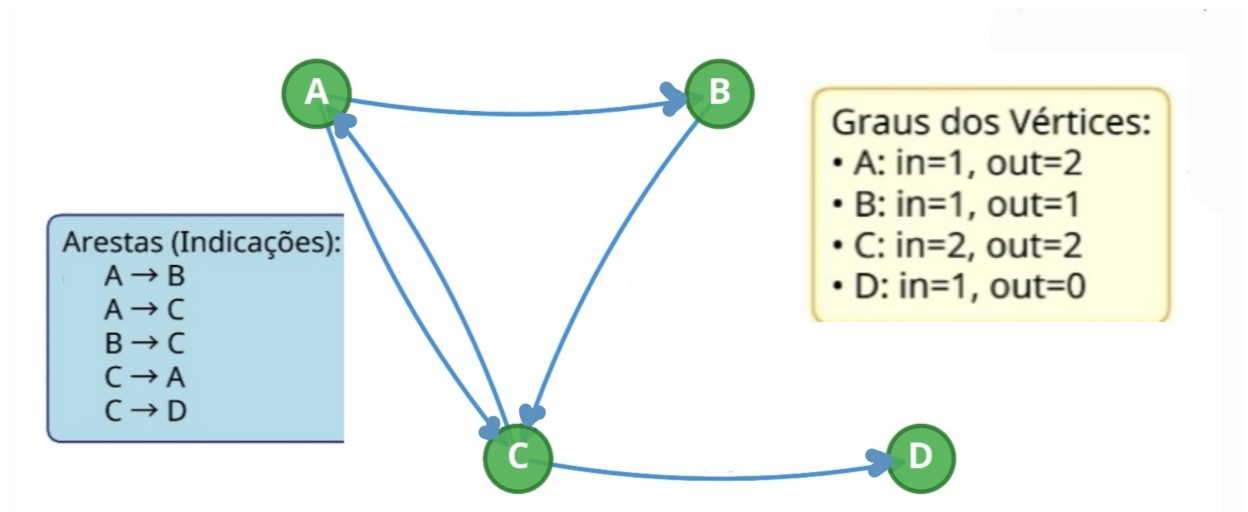 A
B
Graus dos Vértices:
• A: in=1, out=2
• B: in=1, out=1
• C: in=2, out=2
• D: in=1, out=0
Arestas (Indicações):
A → B
A → C
B → C
C → A
C → D
C
D